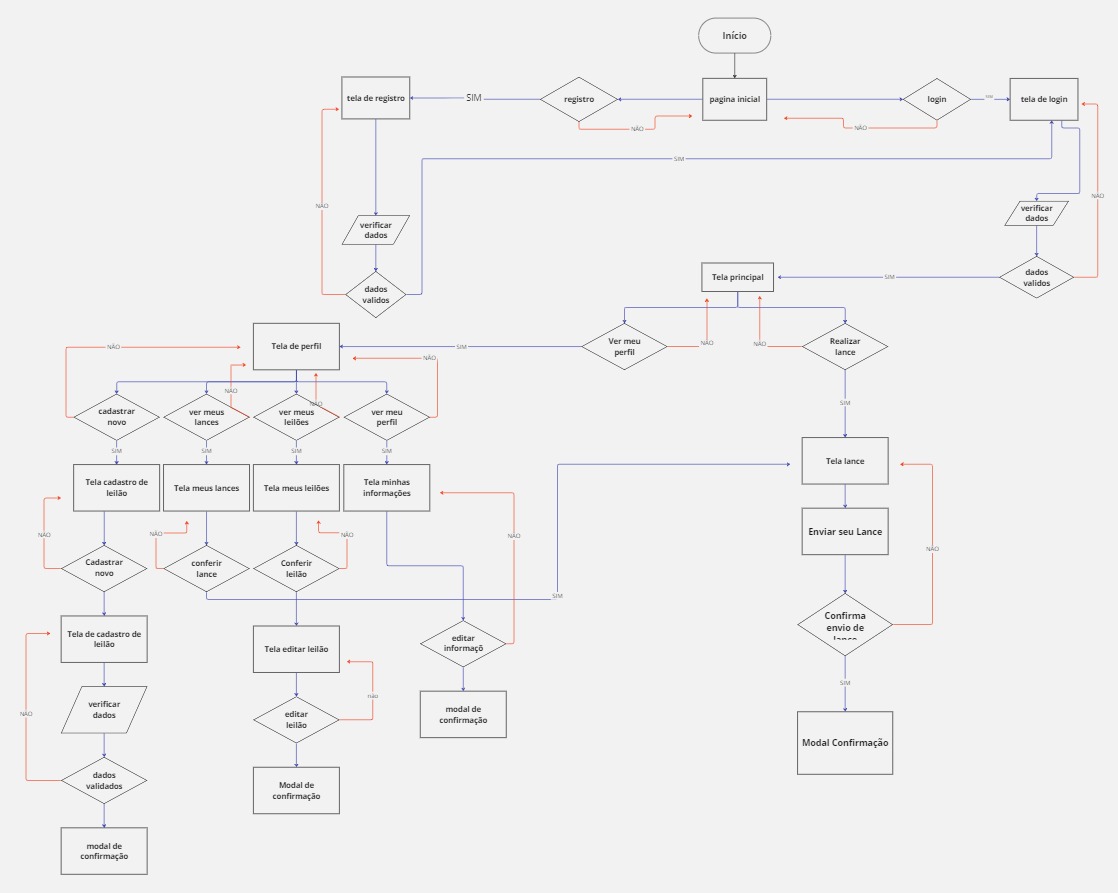 Início
tela de registro
SIM
registro
pagina inicial
login
SIM
tela de login
NÃO
NÃO
SIM
NÃO
NÃO
verificar
dados
verificar
dados
dados
validos
Tela principal
SIM
dados
validos
Tela de perfil
SIM
Ver meu
perfil
NÃO
NÃO
Realizar
lance
NÃO
NÃO
NÃO
NÃO
cadastrar
novo
ver meus
lances
ver meus
leilões
ver meu
perfil
SIM
SIM
SIM
SIM
SIM
Tela cadastro de
leilão
Tela meus lances
Tela meus leilões
Tela minhas
informações
Tela lance
NÃO
NÃO
NÃO
NÃO
Enviar seu Lance
NÃO
Cadastrar
novo
conferir
lance
Conferir
leilão
SIM
Tela de cadastro de
leilão
Tela editar leilão
editar
informaçõ
Confirma
envio de
SIM
verificar
dados
não
NÃO
editar
leilão
modal de
confirmação
Modal Confirmação
dados
validados
Modal de
confirmação
modal de
confirmação